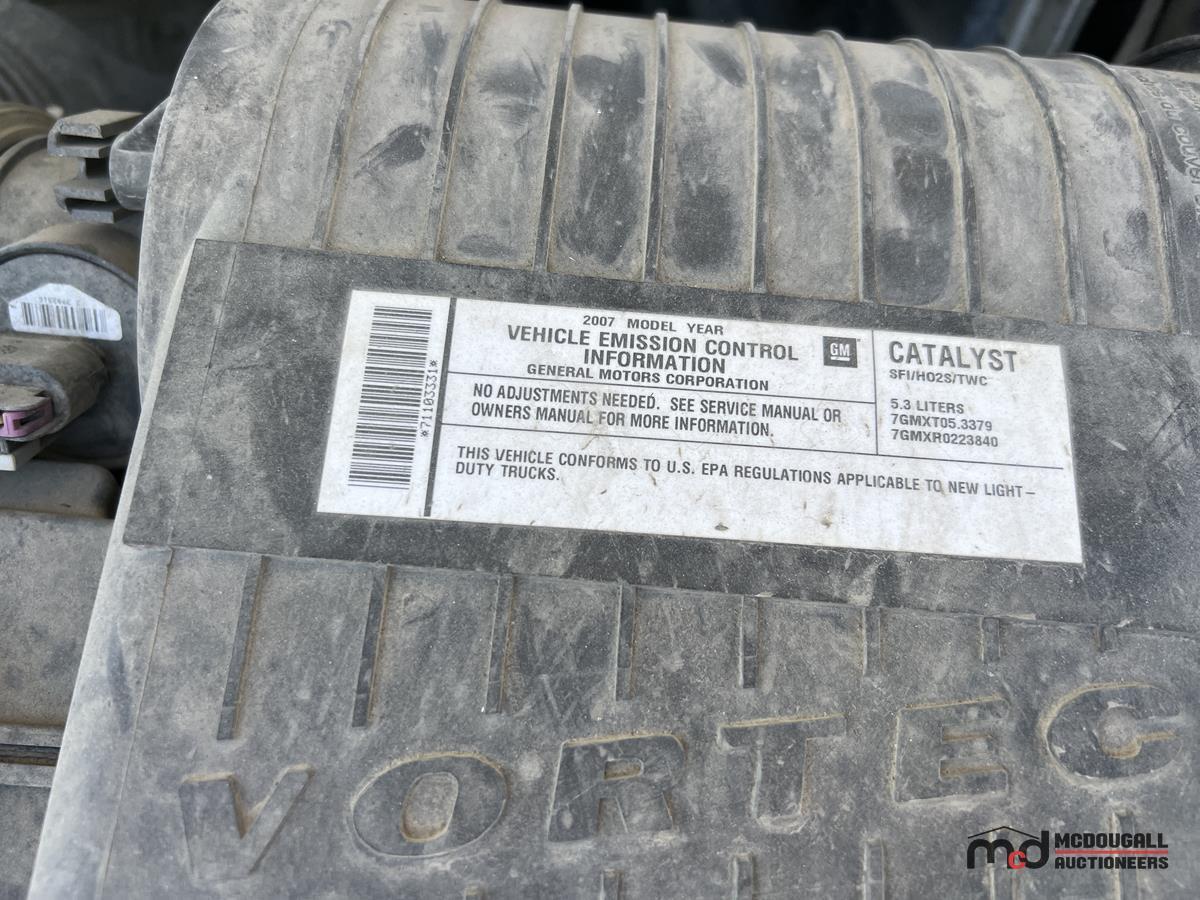 2007 MODEL YEAR
VEHICLE EMISSION CONTROL
INFORMATION
GENERAL MOTORS CORPORATION
GM
NO ADJUSTMENTS NEEDED. SEE SERVICE MANUAL OR
OWNERS MANUAL FOR MORE INFORMATION.
CATALYST
SFI/HO2S/TWC
5.3 LITERS
7GMXT05.3379
7GMXR0223840
THIS VEHICLE CONFORMS TO U.S. EPA REGULATIONS APPLICABLE TO NEW LIGHT-
DUTY TRUCKS.
*71103331*
VORTEC
mcd MCDOUGALL
AUCTIONEERS